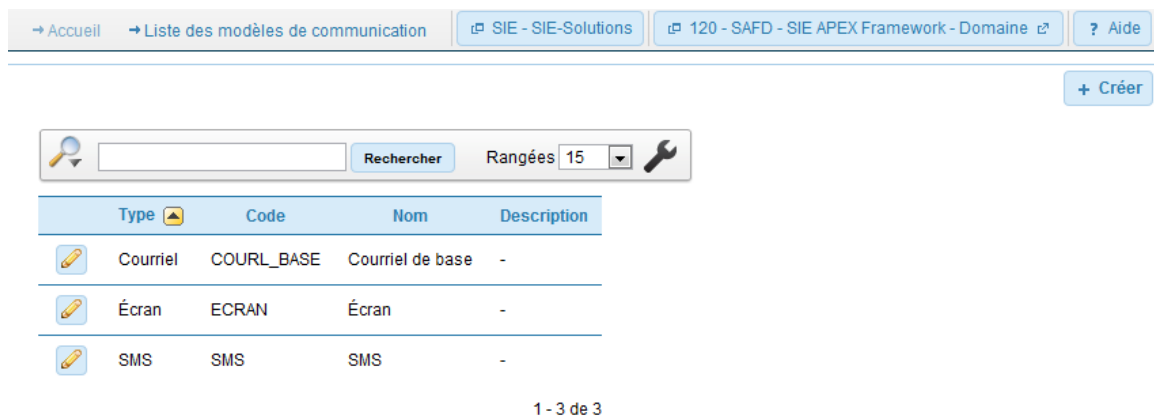 Accueil Liste des modèles de communication SIE - SIE-Solutions 120 - SAFD - SIE APEX Framework - Domaine ? Aide
+ Créer
Rechercher Rangées 15
Type Code Nom Description
Courriel COURL_BASE Courriel de base -
Écran ECRAN Écran -
SMS SMS SMS -
1 - 3 de 3